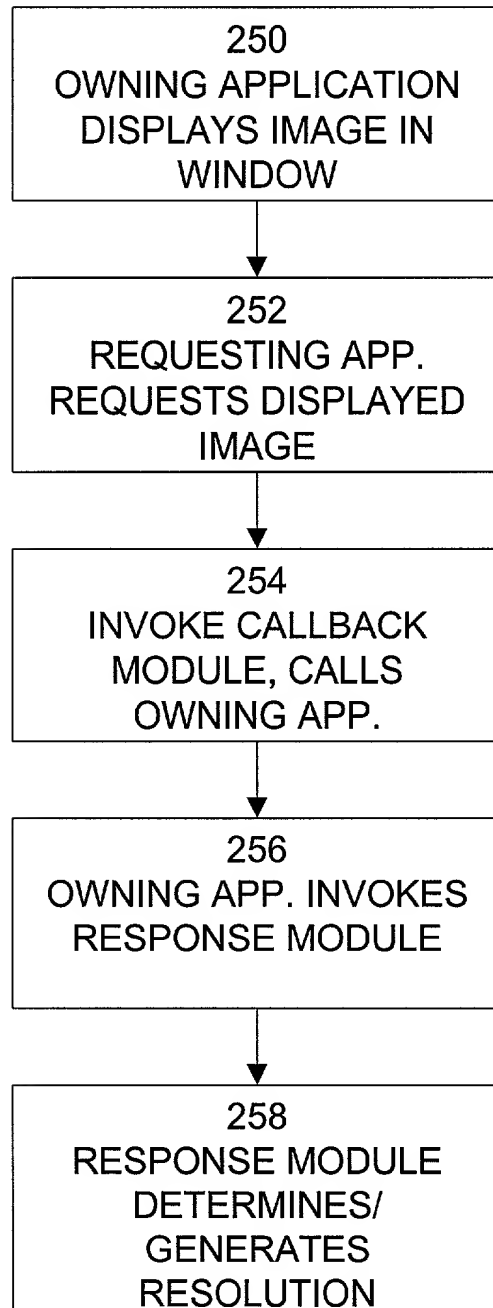 250
OWNING APPLICATION
DISPLAYS IMAGE IN
WINDOW
252
REQUESTING APP.
REQUESTS DISPLAYED
IMAGE
254
INVOKE CALLBACK
MODULE, CALLS
OWNING APP.
256
OWNING APP. INVOKES
RESPONSE MODULE
258
RESPONSE MODULE
DETERMINES/
GENERATES
RESOLUTION